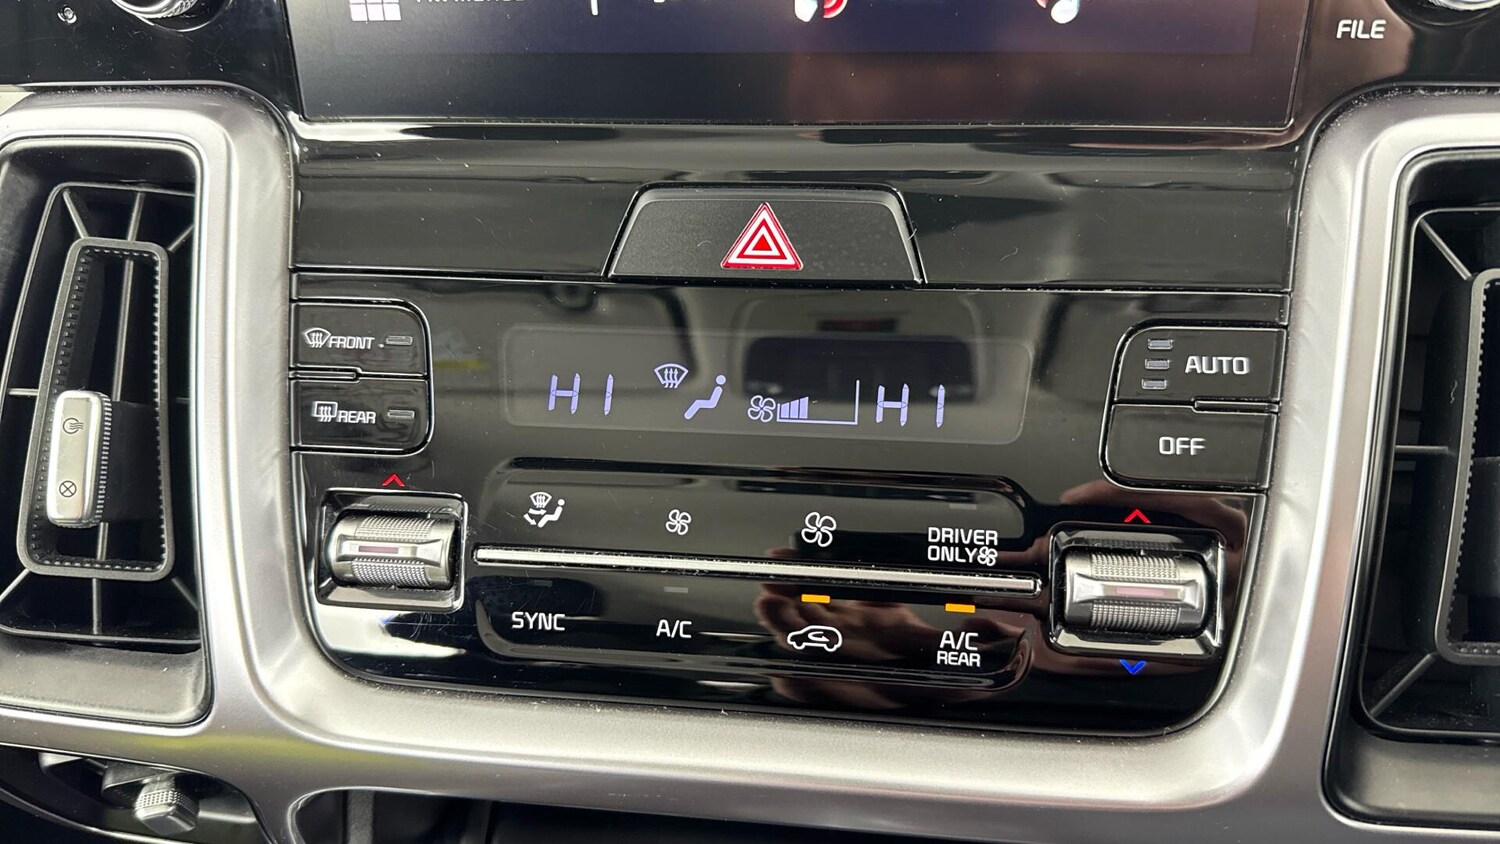 FILE
FRONT
REAR
HI
HI
AUTO
OFF
DRIVER
ONLY
SYNC
A/C
A/C
REAR